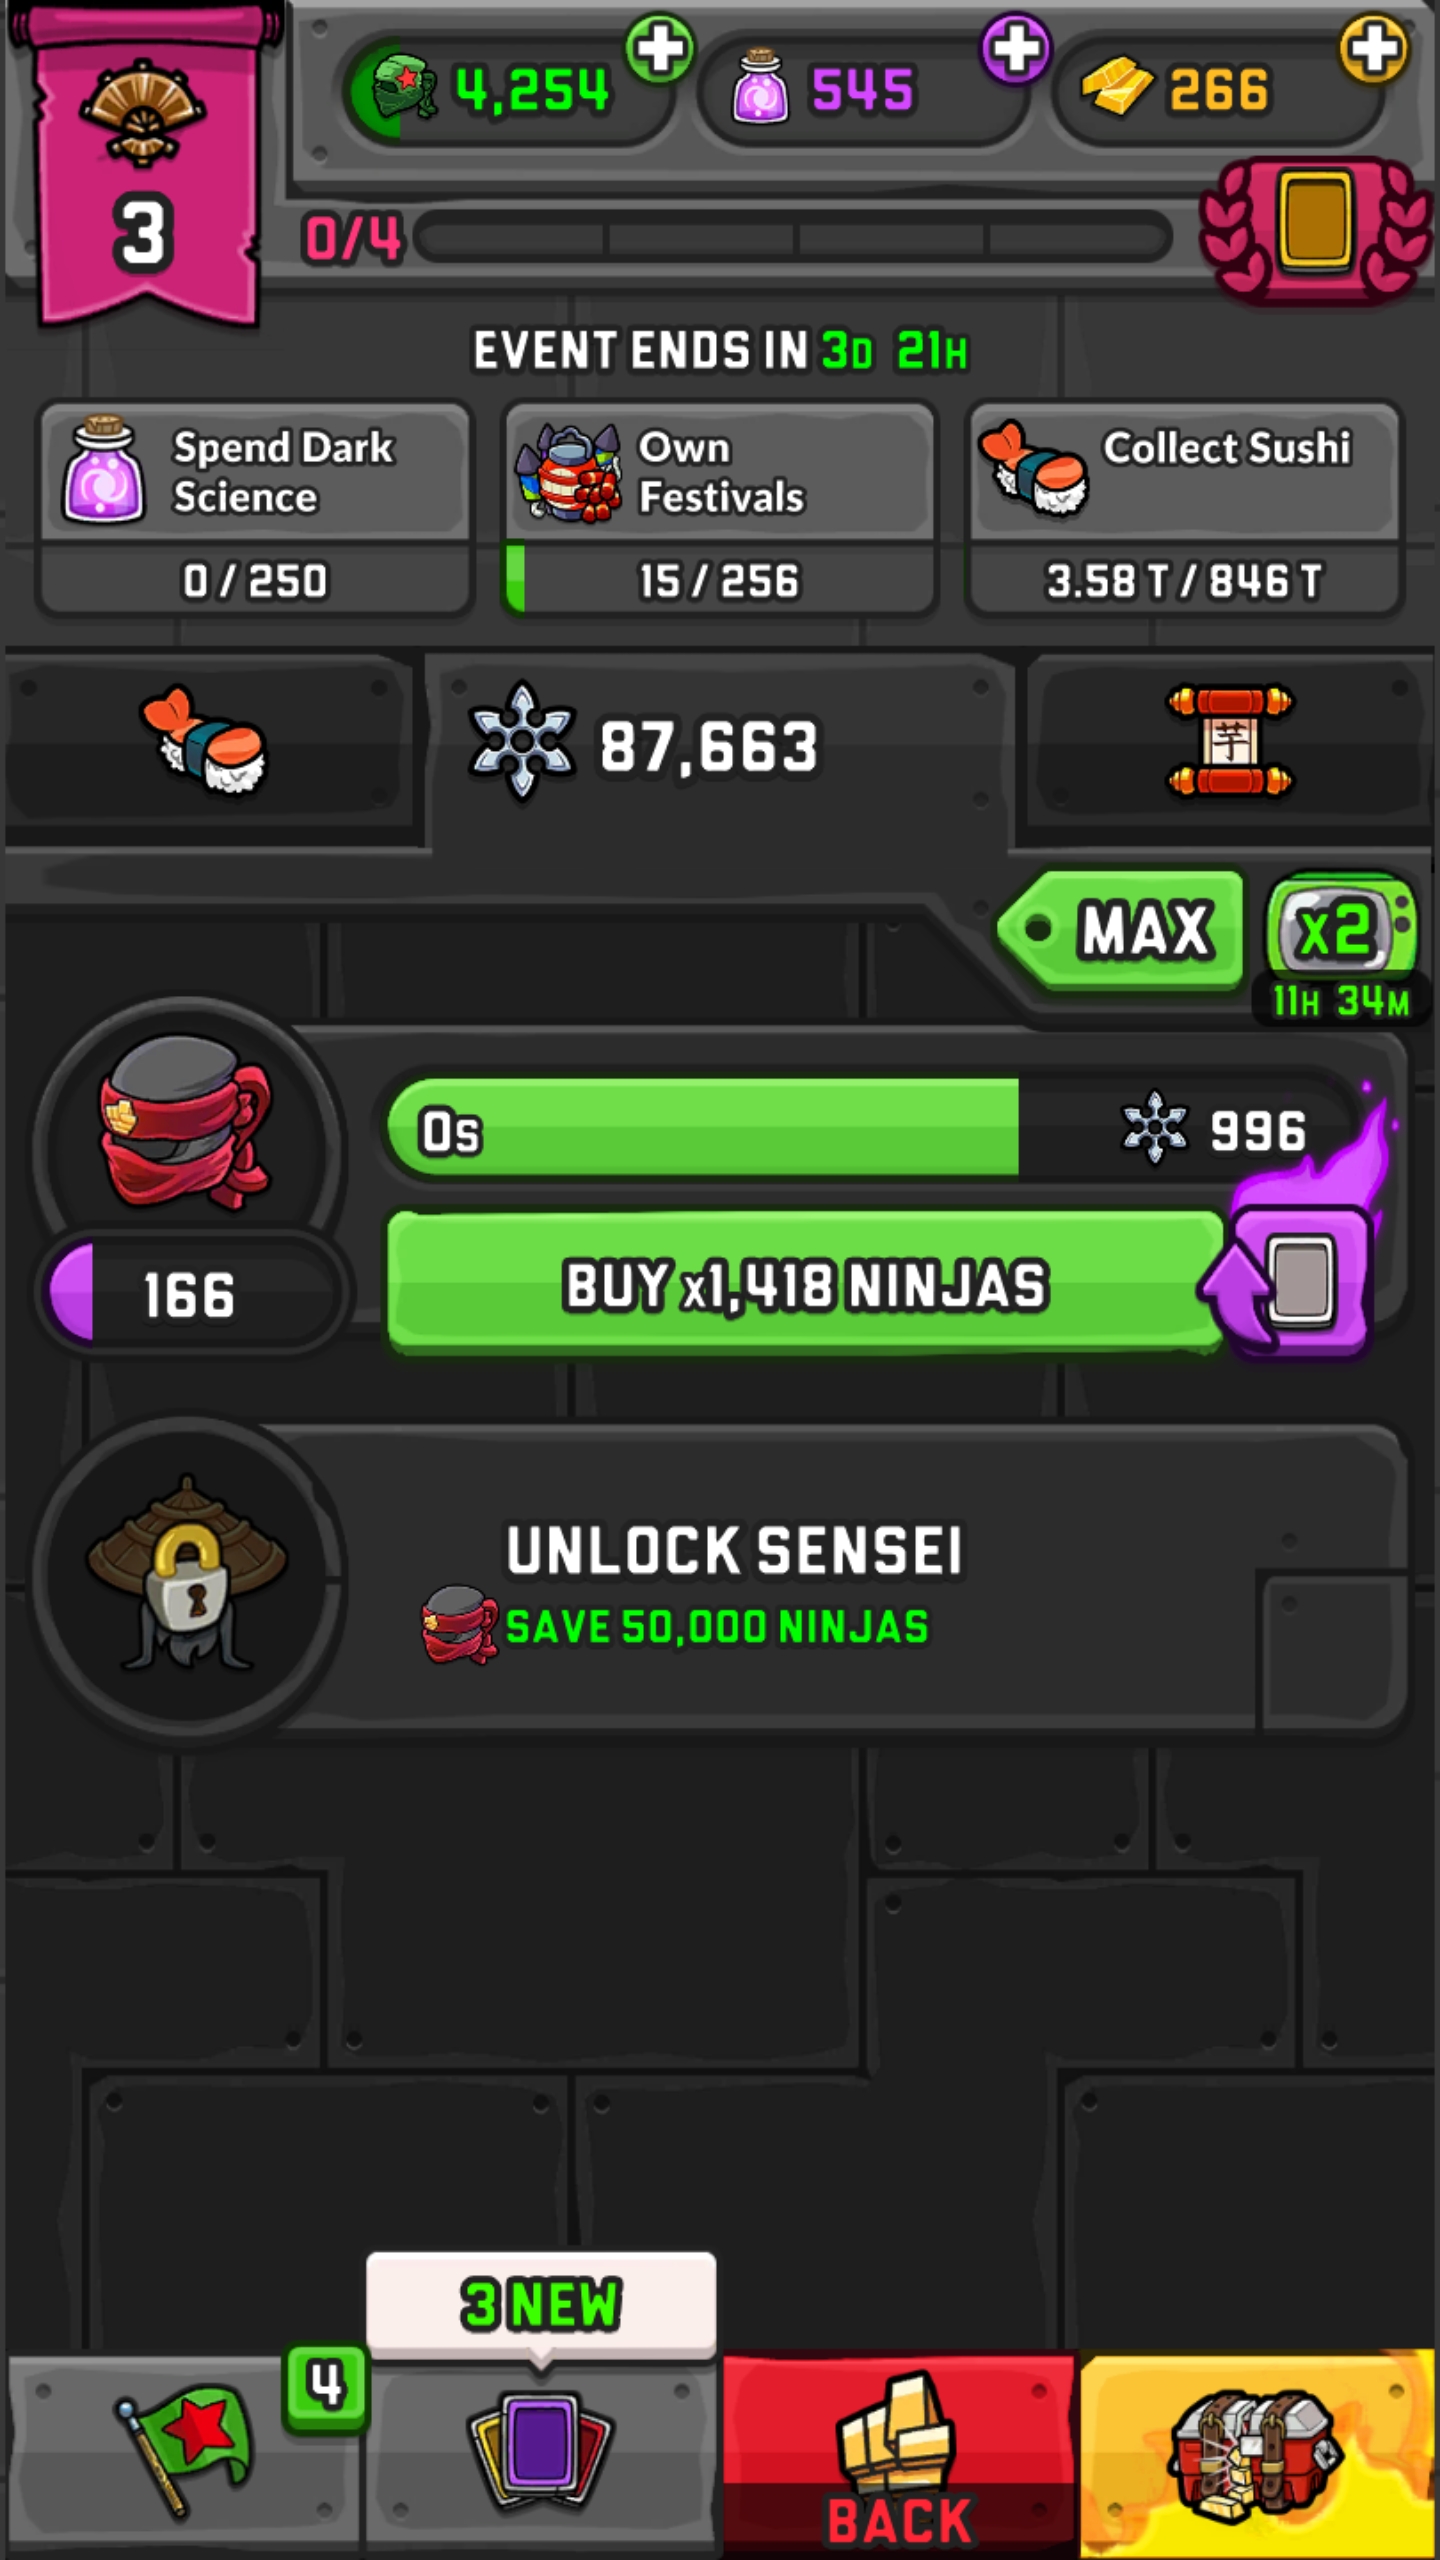 4,254
545
266
3
0/4
EVENT ENDS IN 3D 21H
Spend Dark
Science
0 / 250
Own
Festivals
15 / 256
Collect Sushi
3.58 T / 846 T
87,663
芋
MAX
x2
11H 34M
0s
996
166
BUY x1,418 NINJAS
UNLOCK SENSEI
SAVE 50,000 NINJAS
3 NEW
4
BACK